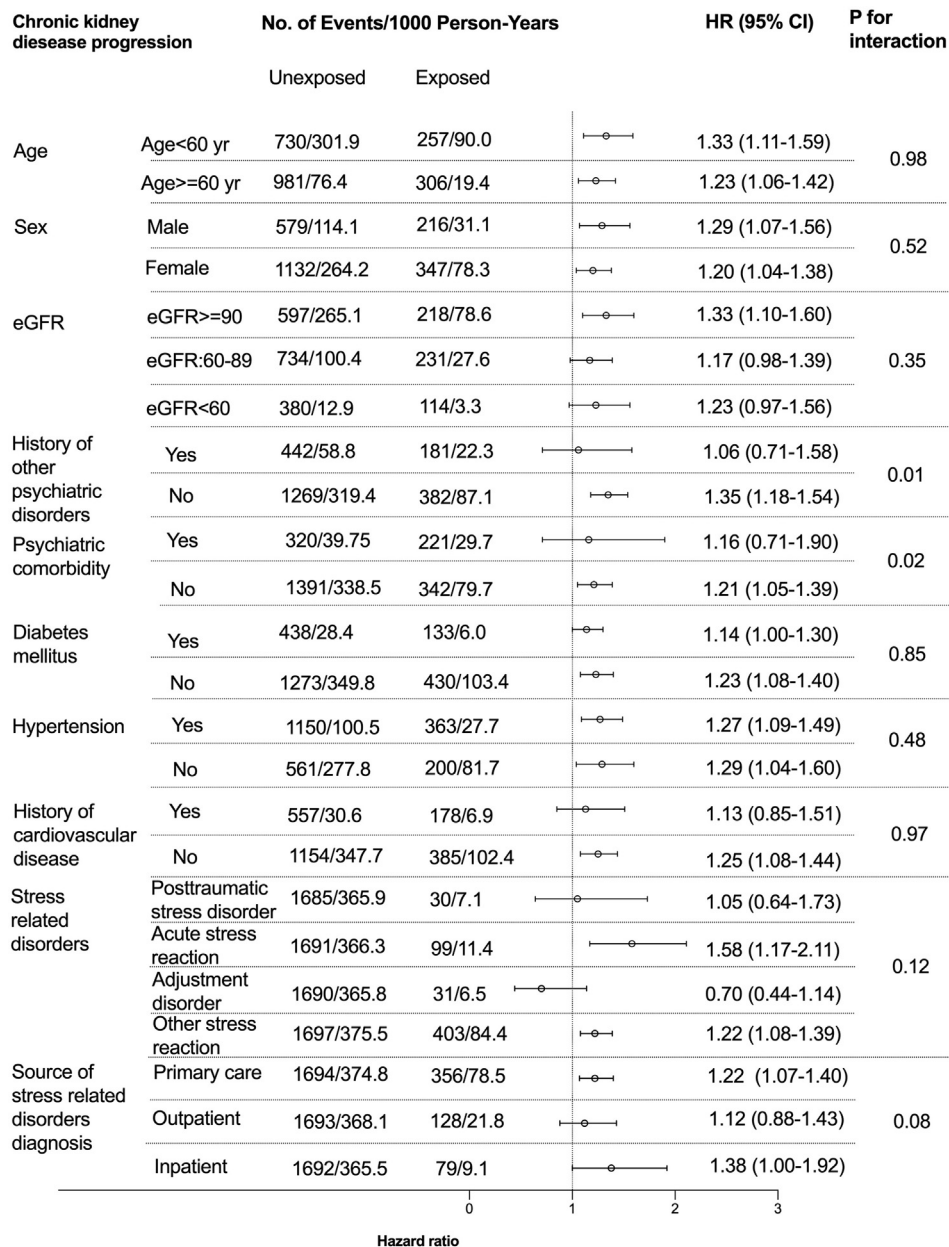 Chronic kidney No. of Events/1000 Person-Years HR (95% CI) P for
diesease progression interaction
Unexposed Exposed
Age Age<60 yr 730/301.9 257/90.0 1.33 (1.11-1.59) 0.98
Age>=60 yr 981/76.4 306/19.4 1.23 (1.06-1.42)
Sex Male 579/114.1 216/31.1 1.29 (1.07-1.56) 0.52
Female 1132/264.2 347/78.3 1.20 (1.04-1.38)
eGFR eGFR>=90 597/265.1 218/78.6 1.33 (1.10-1.60)
eGFR:60-89 734/100.4 231/27.6 1.17 (0.98-1.39) 0.35
eGFR<60 380/12.9 114/3.3 1.23 (0.97-1.56)
History of
other
psychiatric
disorders
Yes 442/58.8 181/22.3 1.06 (0.71-1.58) 0.01
No 1269/319.4 382/87.1 1.35 (1.18-1.54)
Psychiatric
comorbidity
Yes 320/39.75 221/29.7 1.16 (0.71-1.90) 0.02
No 1391/338.5 342/79.7 1.21 (1.05-1.39)
Diabetes
mellitus
Yes 438/28.4 133/6.0 1.14 (1.00-1.30) 0.85
No 1273/349.8 430/103.4 1.23 (1.08-1.40)
Hypertension Yes 1150/100.5 363/27.7 1.27 (1.09-1.49) 0.48
No 561/277.8 200/81.7 1.29 (1.04-1.60)
History of
cardiovascular
disease
Yes 557/30.6 178/6.9 1.13 (0.85-1.51) 0.97
No 1154/347.7 385/102.4 1.25 (1.08-1.44)
Stress
related
disorders
Posttraumatic
stress disorder 1685/365.9 30/7.1 1.05 (0.64-1.73)
Acute stress
reaction 1691/366.3 99/11.4 1.58 (1.17-2.11) 0.12
Adjustment
disorder 1690/365.8 31/6.5 0.70 (0.44-1.14)
Other stress
reaction 1697/375.5 403/84.4 1.22 (1.08-1.39)
Source of
stress related
disorders
diagnosis
Primary care 1694/374.8 356/78.5 1.22 (1.07-1.40)
Outpatient 1693/368.1 128/21.8 1.12 (0.88-1.43) 0.08
Inpatient 1692/365.5 79/9.1 1.38 (1.00-1.92)
0 1 2 3
Hazard ratio